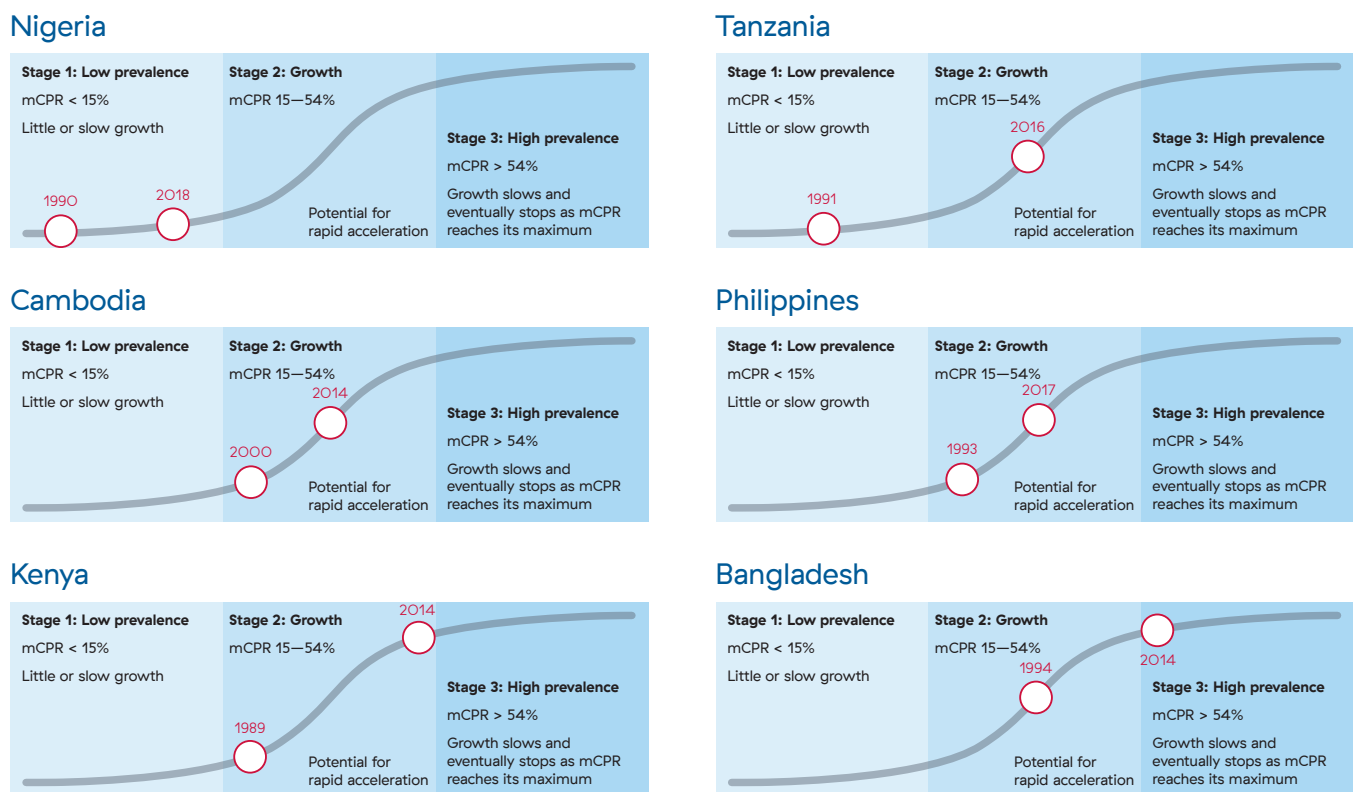 Nigeria
Stage 1: Low prevalence
mCPR < 15%
Little or slow growth
Stage 2: Growth
mCPR 15—54%
Potential for
rapid acceleration
Stage 3: High prevalence
mCPR > 54%
Growth slows and
eventually stops as mCPR
reaches its maximum
1990
2018
Tanzania
Stage 1: Low prevalence
mCPR < 15%
Little or slow growth
Stage 2: Growth
mCPR 15—54%
Potential for
rapid acceleration
Stage 3: High prevalence
mCPR > 54%
Growth slows and
eventually stops as mCPR
reaches its maximum
1991
2016
Cambodia
Stage 1: Low prevalence
mCPR < 15%
Little or slow growth
Stage 2: Growth
mCPR 15—54%
Potential for
rapid acceleration
Stage 3: High prevalence
mCPR > 54%
Growth slows and
eventually stops as mCPR
reaches its maximum
2000
2014
Philippines
Stage 1: Low prevalence
mCPR < 15%
Little or slow growth
Stage 2: Growth
mCPR 15—54%
Potential for
rapid acceleration
Stage 3: High prevalence
mCPR > 54%
Growth slows and
eventually stops as mCPR
reaches its maximum
1993
2017
Kenya
Stage 1: Low prevalence
mCPR < 15%
Little or slow growth
Stage 2: Growth
mCPR 15—54%
Potential for
rapid acceleration
Stage 3: High prevalence
mCPR > 54%
Growth slows and
eventually stops as mCPR
reaches its maximum
1989
2014
Bangladesh
Stage 1: Low prevalence
mCPR < 15%
Little or slow growth
Stage 2: Growth
mCPR 15—54%
Potential for
rapid acceleration
Stage 3: High prevalence
mCPR > 54%
Growth slows and
eventually stops as mCPR
reaches its maximum
1994
2014